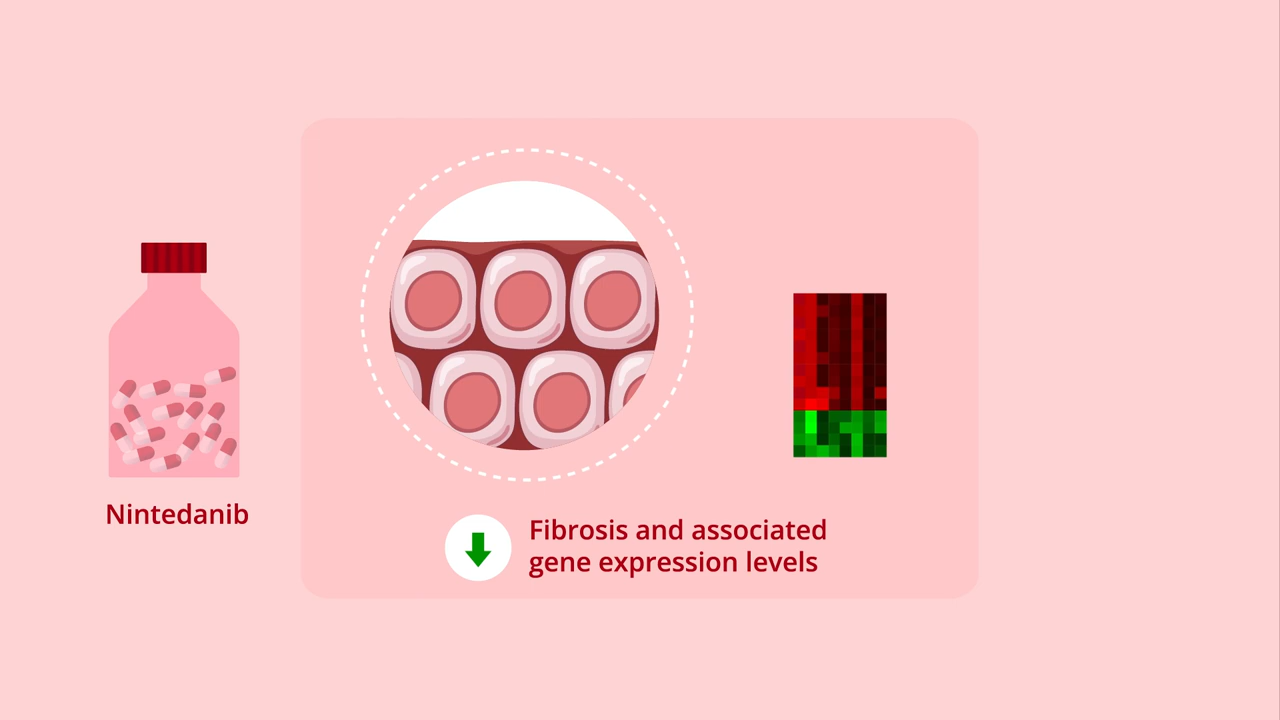 Nintedanib
Fibrosis and associated
gene expression levels